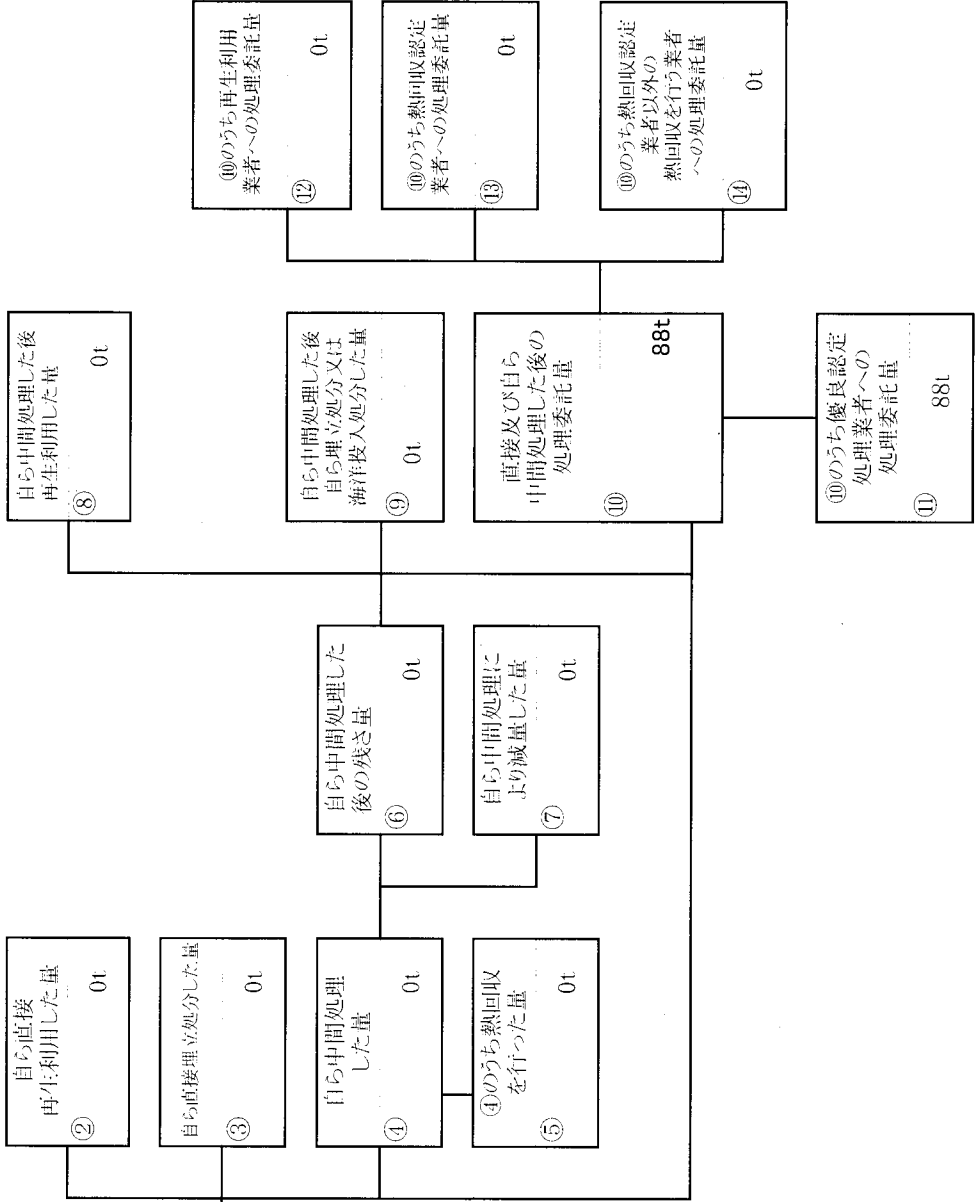 自ら直接
再生利用した量
②
0t
自ら直接埋立処分した量
③
0t
自ら中間処理
した量
④
0t
④のうち熱回収
を行った量
⑤
0t
自ら中間処理した
後の残さ量
⑥
0t
自ら中間処理に
より減量した量
⑦
0t
自ら中間処理した後
再生利用した量
⑧
0t
自ら中間処理した後
自ら埋立処分又は
海洋投入処分した量
⑨
0t
直接及び自ら
中間処理した後の
処理委託量
⑩
88t
⑩のうち優良認定
処理業者への
処理委託量
⑪
88t
⑩のうち再生利用
業者への処理委託量
⑫
0t
⑩のうち熱回収認定
業者への処理委託量
⑬
0t
⑩のうち熱回収認定
業者以外の
熱回収を行う業者
への処理委託量
⑭
0t